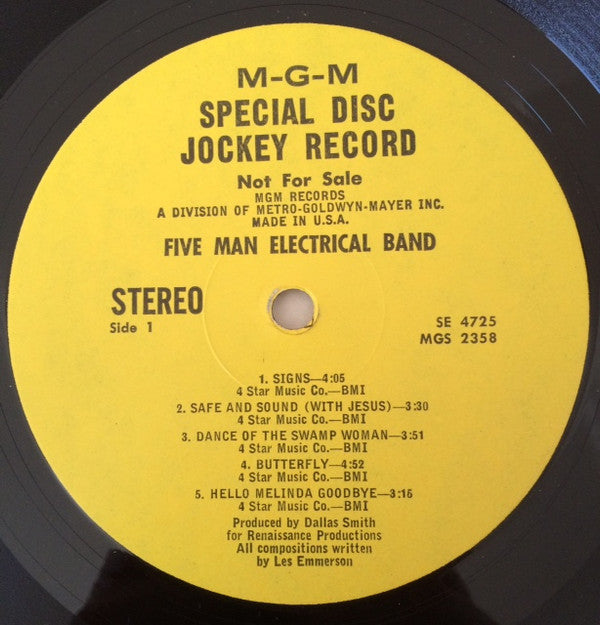 M-G-M
SPECIAL DISC
JOCKEY RECORD
Not For Sale
MGM RECORDS
A DIVISION OF METRO-GOLDWYN-MAYER INC.
MADE IN U.S.A.
FIVE MAN ELECTRICAL BAND
STEREO
Side 1
SE 4725
MGS 2358
1. SIGNS—4:05
4 Star Music Co.—BMI
2. SAFE AND SOUND (WITH JESUS)—3:30
4 Star Music Co.—BMI
3. DANCE OF THE SWAMP WOMAN—3:51
4 Star Music Co.—BMI
4. BUTTERFLY—4:52
4 Star Music Co.—BMI
5. HELLO MELINDA GOODBYE—3:16
4 Star Music Co.—BMI
Produced by Dallas Smith
for Renaissance Productions
All compositions written
by Les Emmerson